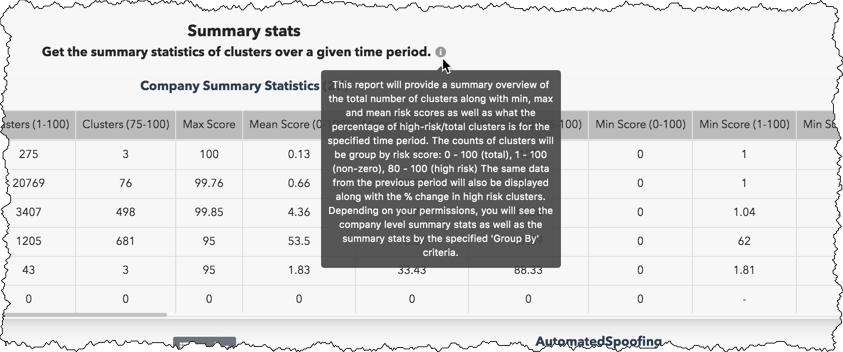 Summary stats
Get the summary statistics of clusters over a given time period.
Company Summary Statistics
This report will provide a summary overview of
the total number of clusters along with min, max
and mean risk scores as well as what the
percentage of high-risk/total clusters is for the
specified time period. The counts of clusters will
be group by risk score: 0 - 100 (total), 1 - 100
(non-zero), 80 - 100 (high risk) The same data
from the previous period will also be displayed
along with the % change in high risk clusters.
Depending on your permissions, you will see the
company level summary stats as well as the
summary stats by the specified 'Group By'
criteria.
(1-100) Clusters (75-100) Max Score Mean Score Min Score (0-100) Min Score (1-100)
275 3 100 0.13 0 1
20769 76 99.76 0.66 0 1
3407 498 99.85 4.36 0 1.04
1205 681 95 53.5 0 62
43 3 95 1.83 33.43 88.33 0 1.81
0 0 0 0 0 0 0 -
AutomatedSpoofing